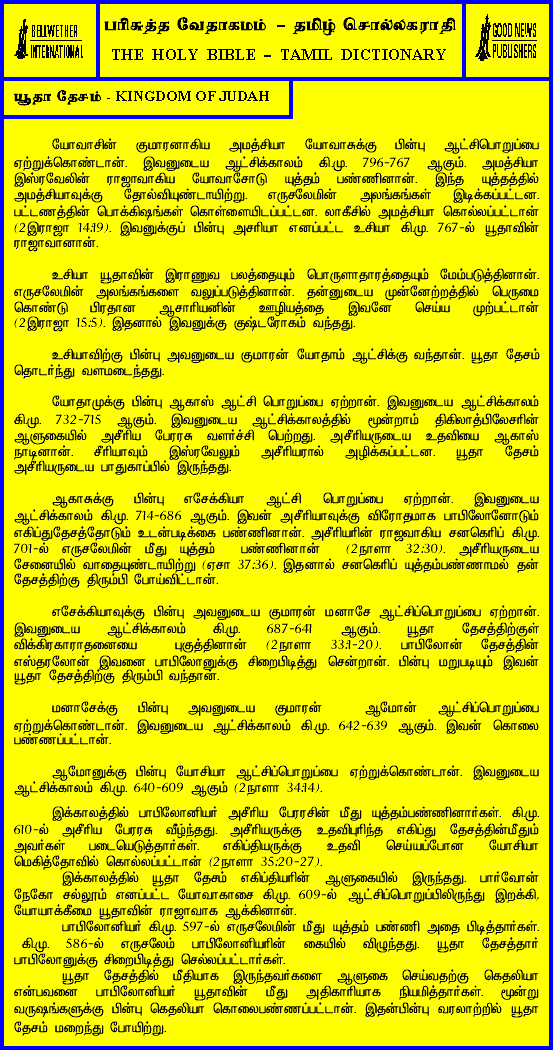 BELLWETHER
INTERNATIONAL
பரிசுத்த வேதாகமம் – தமிழ் சொல்லகராதி
THE HOLY BIBLE – TAMIL DICTIONARY
GOOD NEWS
PUBLISHERS
யூதா தேசம் - KINGDOM OF JUDAH
யோவாசின் குமாரனாகிய அமத்சியா யோவாசுக்கு பின்பு ஆட்சிபொறுப்பை
ஏற்றுக்கொண்டான். இவனுடைய ஆட்சிக்காலம் கி.மு. 796-767 ஆகும். அமத்சியா
இஸ்ரவேலின் ராஜாவாகிய யோவாசோடு யுத்தம் பண்ணினான். இந்த யுத்தத்தில்
அமத்சியாவுக்கு தோல்வியுண்டாயிற்று. எருசலேமின் அலங்கங்கள் இடிக்கப்பட்டன.
பட்டணத்தின் பொக்கிஷங்கள் கொள்ளையிடப்பட்டன. லாகீசில் அமத்சியா கொல்லப்பட்டான்
(2இராஜா 14:19). இவனுக்குப் பின்பு அசரியா எனப்பட்ட உசியா கி.மு. 767-ல் யூதாவின்
ராஜாவானான்.
உசியா யூதாவின் இராணுவ பலத்தையும் பொருளாதாரத்தையும் மேம்படுத்தினான்.
எருசலேமின் அலங்கங்களை வலுப்படுத்தினான். தன்னுடைய முன்னேற்றத்தில் பெருமை
கொண்டு பிரதான ஆசாரியனின் ஊழியத்தை இவனே செய்ய முற்பட்டான்
(2இராஜா 15:5). இதனால் இவனுக்கு குஷ்டரோகம் வந்தது.
உசியாவிற்கு பின்பு அவனுடைய குமாரன் யோதாம் ஆட்சிக்கு வந்தான். யூதா தேசம்
தொடர்ந்து வளமடைந்தது.
யோதாமுக்கு பின்பு ஆகாஸ் ஆட்சி பொறுப்பை ஏற்றான். இவனுடைய ஆட்சிக்காலம்
கி.மு. 732-715 ஆகும். இவனுடைய ஆட்சிக்காலத்தில் மூன்றாம் திகிலாத்பிலேசரின்
ஆளுகையில் அசீரிய பேரரசு வளர்ச்சி பெற்றது. அசீரியருடைய உதவியை ஆகாஸ்
நாடினான். சீரியாவும் இஸ்ரவேலும் அசீரியரால் அழிக்கப்பட்டன. யூதா தேசம்
அசீரியருடைய பாதுகாப்பில் இருந்தது.
ஆகாசுக்கு பின்பு எசேக்கியா ஆட்சி பொறுப்பை ஏற்றான். இவனுடைய
ஆட்சிக்காலம் கி.மு. 714-686 ஆகும். இவன் அசீரியாவுக்கு விரோதமாக பாபிலோனோடும்
எகிப்துதேசத்தோடும் உடன்படிக்கை பண்ணினான். அசீரியரின் ராஜாவாகிய சனகெரிப் கி.மு.
701-ல் எருசலேமின் மீது யுத்தம் பண்ணினான் (2நாளா 32:30). அசீரியருடைய
சேனையில் வாதையுண்டாயிற்று (ஏசா 37:36). இதனால் சனகெரிப் யுத்தம்பண்ணாமல் தன்
தேசத்திற்கு திரும்பி போய்விட்டான்.
எசேக்கியாவுக்கு பின்பு அவனுடைய குமாரன் மனாசே ஆட்சிப்பொறுப்பை ஏற்றான்.
இவனுடைய ஆட்சிக்காலம் கி.மு. 687-641 ஆகும். யூதா தேசத்திற்குள்
விக்கிரகாராதனையை புகுத்தினான் (2நாளா 33:1-20). பாபிலோன் தேசத்தின்
எஸ்தரலோன் இவனை பாபிலோனுக்கு சிறைபிடித்து சென்றான். பின்பு மறுபடியும் இவன்
யூதா தேசத்திற்கு திரும்பி வந்தான்.
மனாசேக்கு பின்பு அவனுடைய குமாரன் ஆமோன் ஆட்சிப்பொறுப்பை
ஏற்றுக்கொண்டான். இவனுடைய ஆட்சிக்காலம் கி.மு. 642-639 ஆகும். இவன் கொலை
பண்ணப்பட்டான்.
ஆமோனுக்கு பின்பு யோசியா ஆட்சிப்பொறுப்பை ஏற்றுக்கொண்டான். இவனுடைய
ஆட்சிக்காலம் கி.மு. 640-609 ஆகும் (2நாளா 34:14).
இக்காலத்தில் பாபிலோனியர் அசீரிய பேரரசின் மீது யுத்தம்பண்ணினார்கள். கி.மு.
610-ல் அசீரிய பேரரசு வீழ்ந்தது. அசீரியருக்கு உதவிபுரிந்த எகிப்து தேசத்தின்மீதும்
அவர்கள் படையெடுத்தார்கள். எகிப்தியருக்கு உதவி செய்யப்போன யோசியா
மெகித்தோவில் கொல்லப்பட்டான் (2நாளா 35:20-27).
இக்காலத்தில் யூதா தேசம் எகிப்தியரின் ஆளுகையில் இருந்தது. பார்வோன்
நேகோ சல்லூம் எனப்பட்ட யோவாகாசை கி.மு. 609-ல் ஆட்சிப்பொறுப்பிலிருந்து இறக்கி,
யோயாக்கீமை யூதாவின் ராஜாவாக ஆக்கினான்.
பாபிலோனியர் கி.மு. 597-ல் எருசலேமின் மீது யுத்தம் பண்ணி அதை பிடித்தார்கள்.
கி.மு. 586-ல் எருசலேம் பாபிலோனியரின் கையில் விழுந்தது. யூதா தேசத்தார்
பாபிலோனுக்கு சிறைபிடித்து செல்லப்பட்டார்கள்.
யூதா தேசத்தில் மீதியாக இருந்தவர்களை ஆளுகை செய்வதற்கு கெதலியா
என்பவனை பாபிலோனியர் யூதாவின் மீது அதிகாரியாக நியமித்தார்கள். மூன்று
வருஷங்களுக்கு பின்பு கெதலியா கொலைபண்ணப்பட்டான். இதன்பின்பு வரலாற்றில் யூதா
தேசம் மறைந்து போயிற்று.